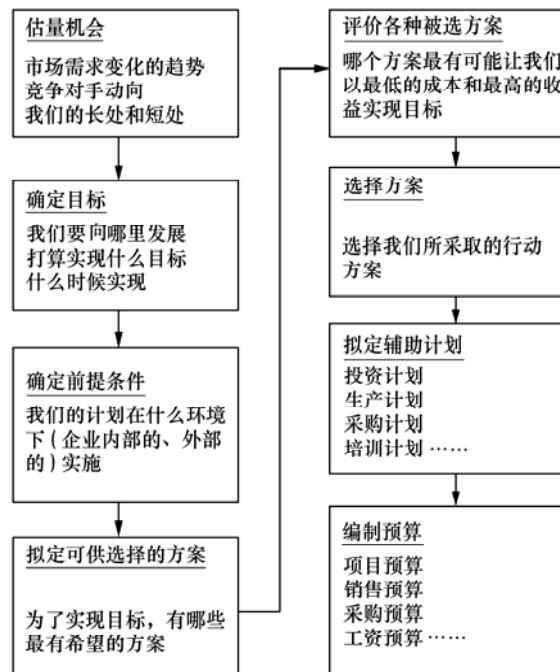 估量机会
市场需求变化的趋势
竞争对手动向
我们的长处和短处
确定目标
我们要向哪里发展
打算实现什么目标
什么时候实现
确定前提条件
我们的计划在什么环境
下(企业内部的、外部
的)实施
拟定可供选择的方案
为了实现目标，有哪些
最有希望的方案
评价各种被选方案
哪个方案最有可能让我们
以最低的成本和最高的收
益实现目标
选择方案
选择我们所采取的行动
方案
拟定辅助计划
投资计划
生产计划
采购计划
培训计划……
编制预算
项目预算
销售预算
采购预算
工资预算……